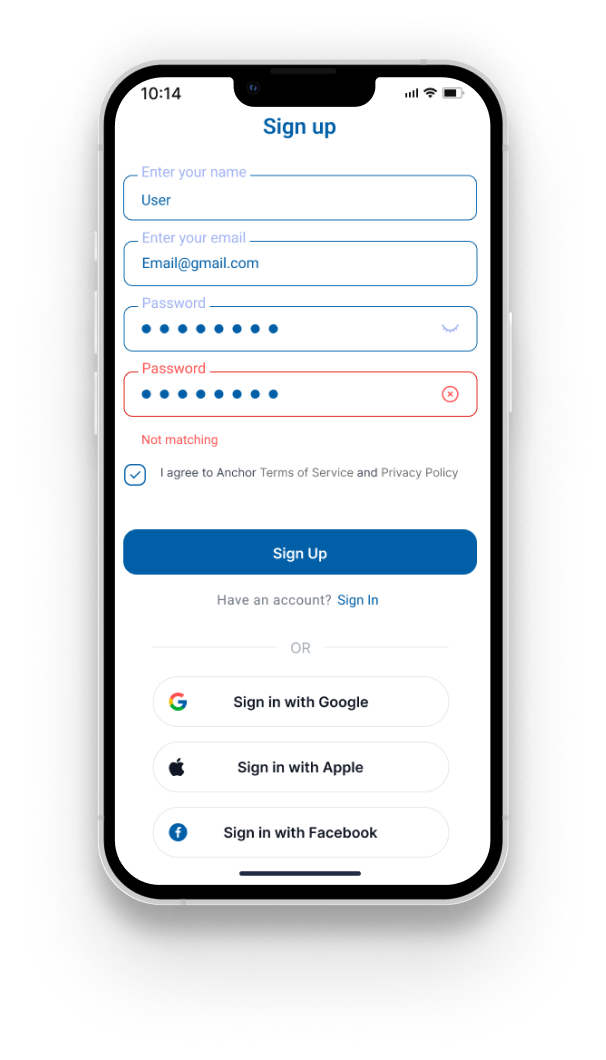 10:14
Sign up
Enter your name
User
Enter your email
Email@gmail.com
Password
Password
Not matching
I agree to Anchor Terms of Service and Privacy Policy
Sign Up
Have an account? Sign In
OR
Sign in with Google
Sign in with Apple
Sign in with Facebook